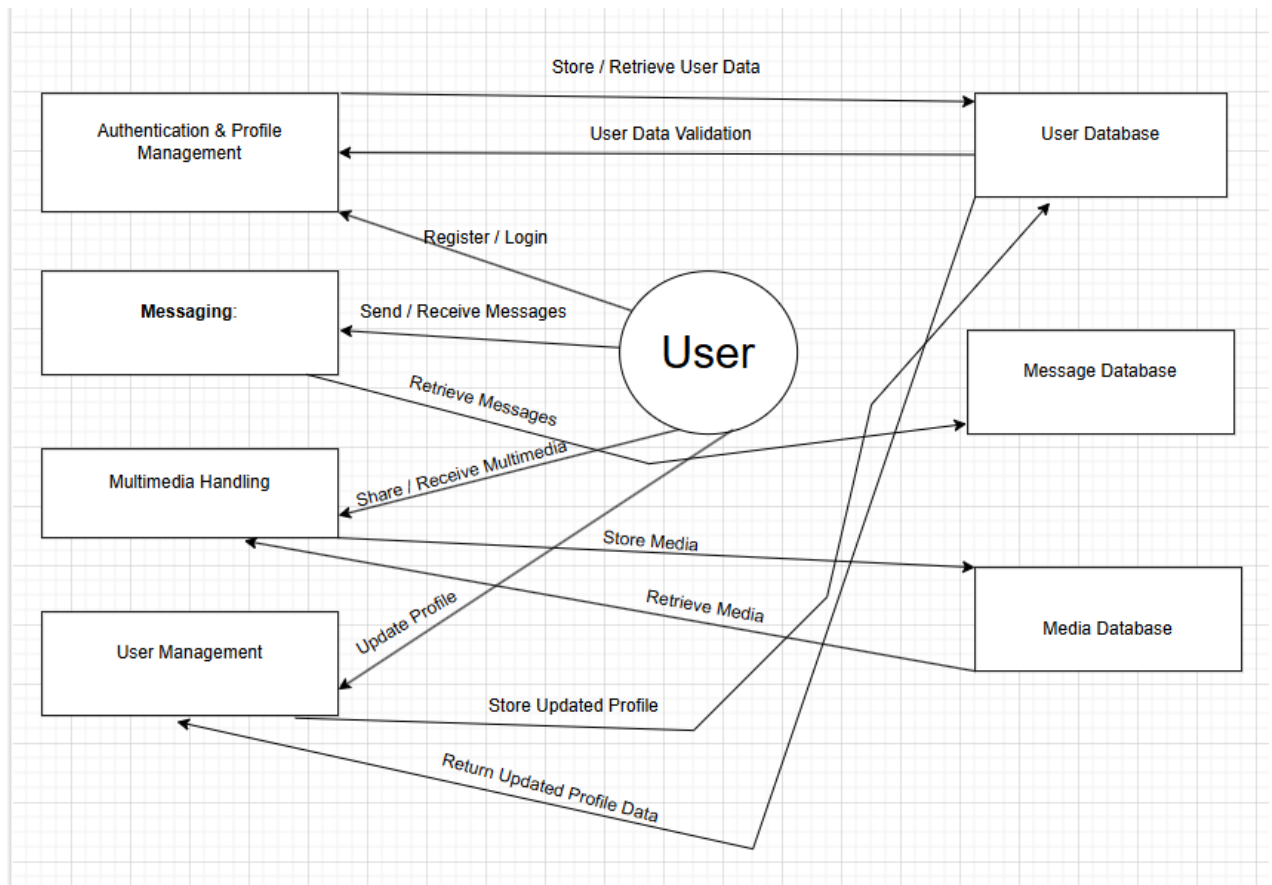 Store / Retrieve User Data
Authentication & Profile
Management
User Data Validation
User Database
Register / Login
Messaging:
Send / Receive Messages
User
Message Database
Retrieve Messages
Share / Receive Multimedia
Multimedia Handling
Store Media
Retrieve Media
Media Database
Update Profile
User Management
Store Updated Profile
Return Updated Profile Data